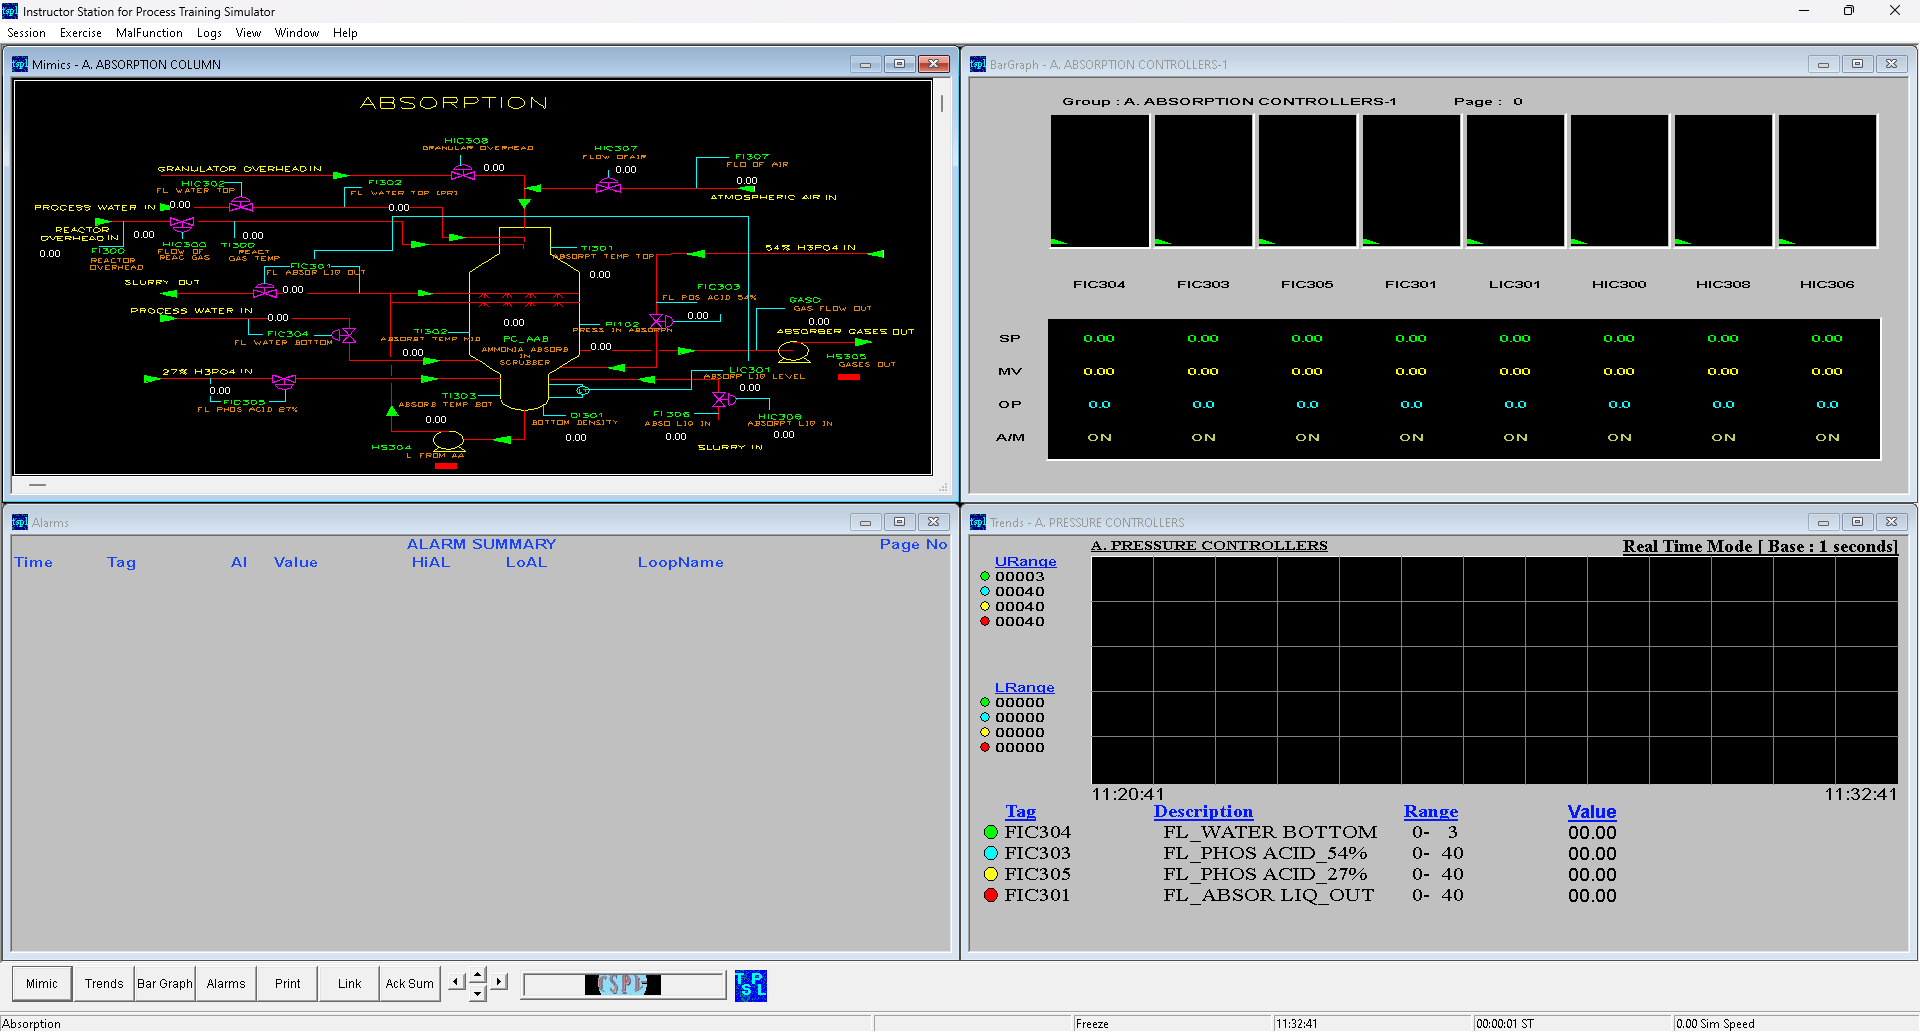 Instructor Station for Process Training Simulator
Session Exercise MalFunction Logs View Window Help
Mimics - A. ABSORPTION COLUMN
ABSORPTION
HIC308
GRANULAR OVERHEAD
0.00
HIC307
FLOW OFAIR
0.00
FI307
FLO OF AIR
0.00
GRANULATOR OVERHEAD IN
HIC302
FL WATER TOP
0.00
FI302
FL WATER TOP (PR)
0.00
ATMOSPHERIC AIR IN
PROCESS WATER IN
REACTOR
OVERHEAD IN
0.00
0.00
FI300
REACTOR
OVERHEAD
0.00
HIC300
FLOW OF
REAC GAS
TI300
REACT
GAS TEMP
TI301
ABSORPT TEMP TOP
0.00
54% H3PO4 IN
FIC301
FL ABSOR LIQ OUT
0.00
SLURRY OUT
FIC303
FL POS ACID 54%
0.00
GASO
GAS FLOW OUT
0.00
PROCESS WATER IN
0.00
FIC304
FL WATER BOTTOM
0.00
PC_AAB
AMMONIA ABSORB
IN
SCRUBBER
TI302
ABSORBT TEMP MID
0.00
PI102
PRESS IN ABSORPN
0.00
ABSORBER GASES OUT
HS305
GASES OUT
27% H3PO4 IN
0.00
FIC305
FL PHOS ACID 27%
LIC301
ABSORP LIQ LEVEL
0.00
TI303
ABSORB TEMP BOT
0.00
DI301
BOTTOM DENSITY
0.00
FI306
ABSO LIQ IN
0.00
HIC306
ABSORPT LIQ IN
0.00
HS304
L FROM AA
SLURRY IN
BarGraph - A. ABSORPTION CONTROLLERS-1
Group : A. ABSORPTION CONTROLLERS-1 Page : 0
FIC304 FIC303 FIC305 FIC301 LIC301 HIC300 HIC308 HIC306
SP 0.00 0.00 0.00 0.00 0.00 0.00 0.00 0.00
MV 0.00 0.00 0.00 0.00 0.00 0.00 0.00 0.00
OP 0.0 0.0 0.0 0.0 0.0 0.0 0.0 0.0
A/M ON ON ON ON ON ON ON ON
Alarms
ALARM SUMMARY Page No
Time Tag Al Value HiAL LoAL LoopName
Trends - A. PRESSURE CONTROLLERS
A. PRESSURE CONTROLLERS Real Time Mode [ Base : 1 seconds]
URange
00003
00040
00040
00040
LRange
00000
00000
00000
00000
11:20:41 11:32:41
Tag Description Range Value
FIC304 FL_WATER BOTTOM 0- 3 00.00
FIC303 FL_PHOS ACID_54% 0- 40 00.00
FIC305 FL_PHOS ACID_27% 0- 40 00.00
FIC301 FL_ABSOR LIQ_OUT 0- 40 00.00
Mimic Trends Bar Graph Alarms Print Link Ack Sum
TSPL
Absorption Freeze 11:32:41 00:00:01 ST 0.00 Sim Speed